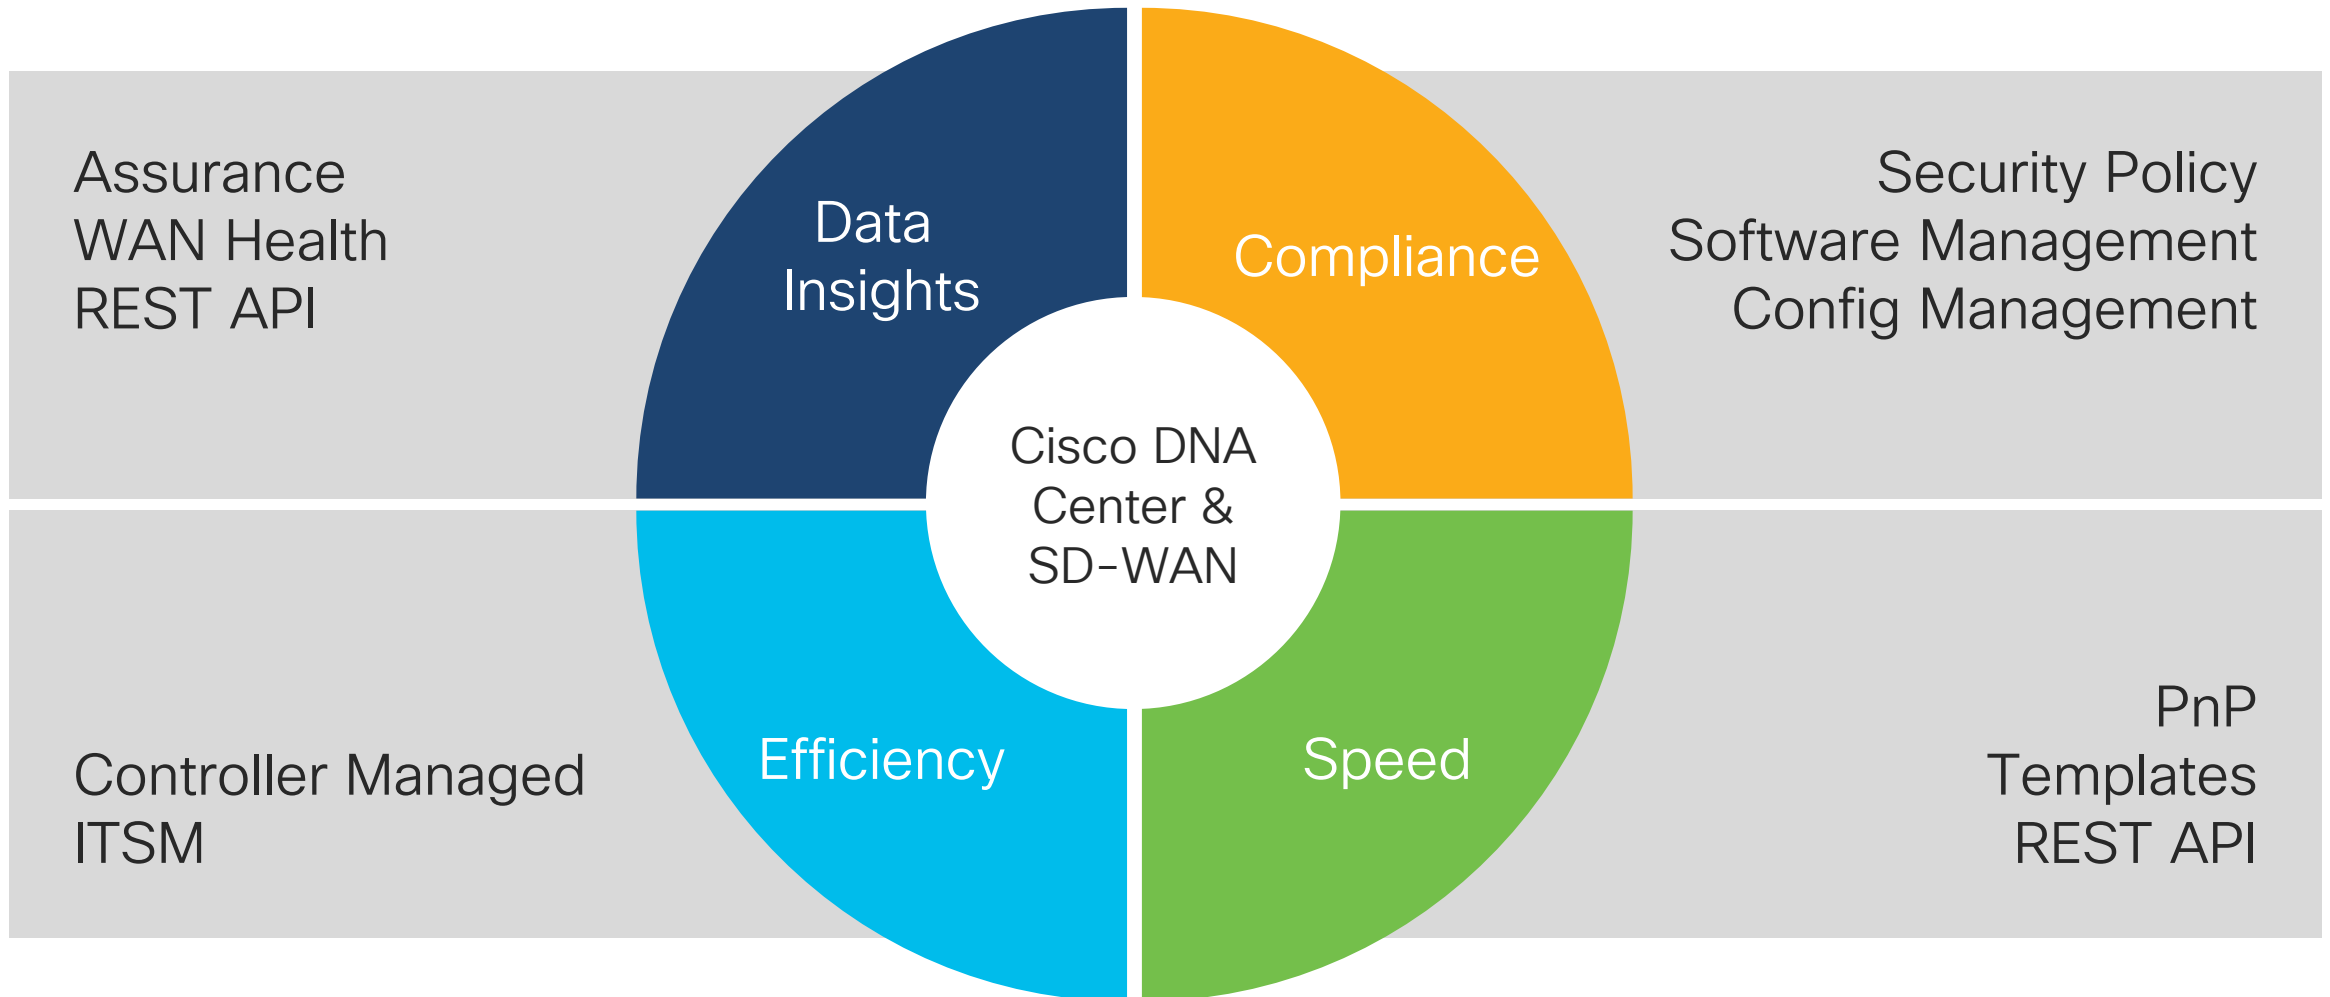 Assurance
WAN Health
REST API
Data
Insights
Compliance
Security Policy
Software Management
Config Management
Cisco DNA
Center &
SD-WAN
Controller Managed
ITSM
Efficiency
Speed
PnP
Templates
REST API